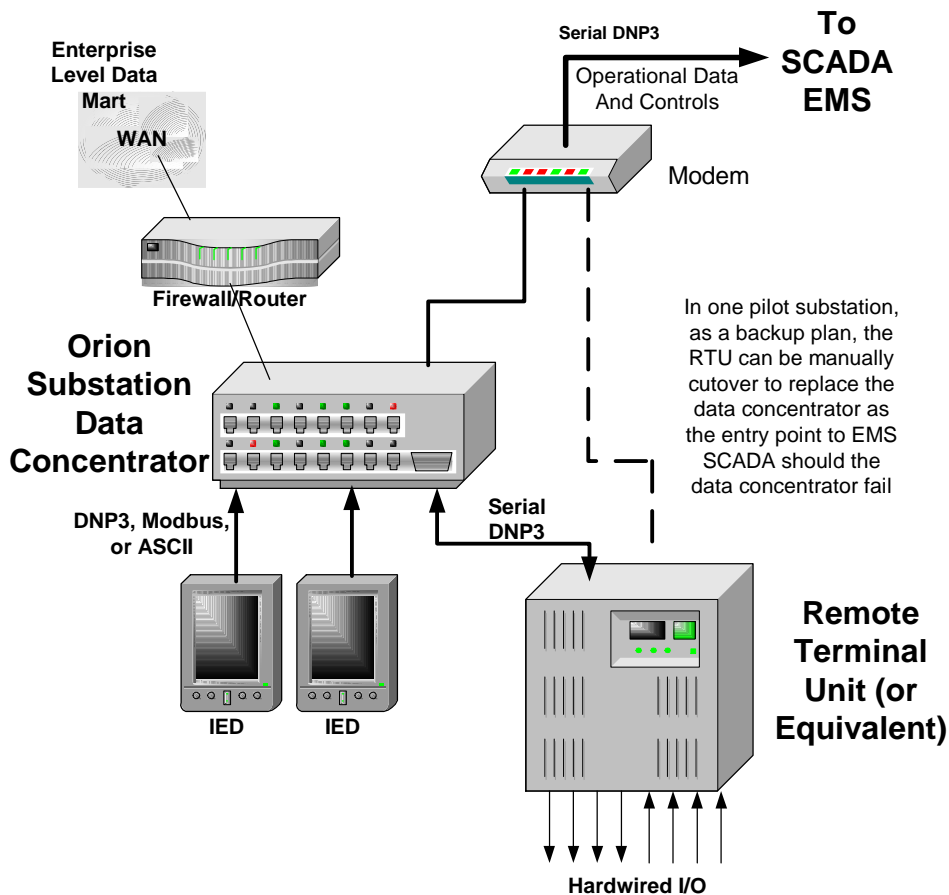 Enterprise
Level Data
Mart
WAN
Serial DNP3
To
SCADA
EMS
Operational Data
And Controls
Modem
Firewall/Router
Orion
Substation
Data
Concentrator
In one pilot substation,
as a backup plan, the
RTU can be manually
cutover to replace the
data concentrator as
the entry point to EMS
SCADA should the
data concentrator fail
DNP3, Modbus,
or ASCII
Serial
DNP3
IED
IED
Remote
Terminal
Unit (or
Equivalent)
Hardwired I/O